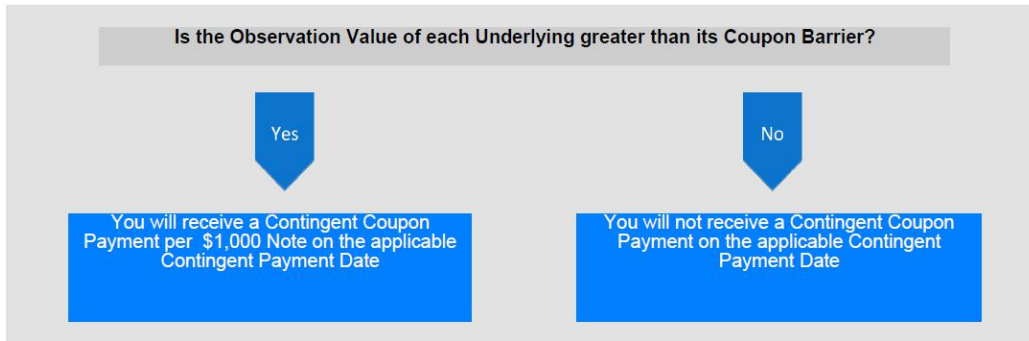 Is the Observation Value of each Underlying greater than its Coupon Barrier?
Yes
No
You will receive a Contingent Coupon
Payment per $1,000 Note on the applicable
Contingent Payment Date
You will not receive a Contingent Coupon
Payment on the applicable Contingent
Payment Date